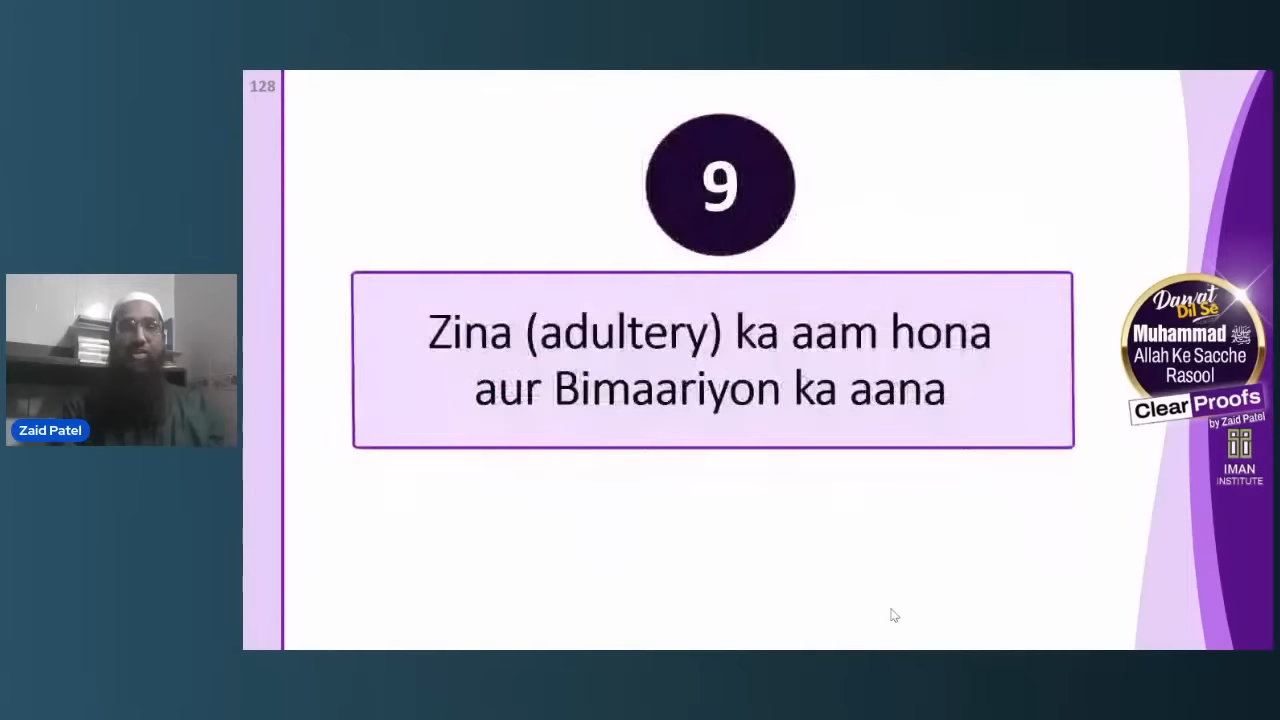 128
9
Zina (adultery) ka aam hona
aur Bimaariyon ka aana
Zaid Patel
Dawat
Dil Se
Muhammad ﷺ
Allah Ke Sacche
Rasool
Clear Proofs
by Zaid Patel
IMAN
INSTITUTE